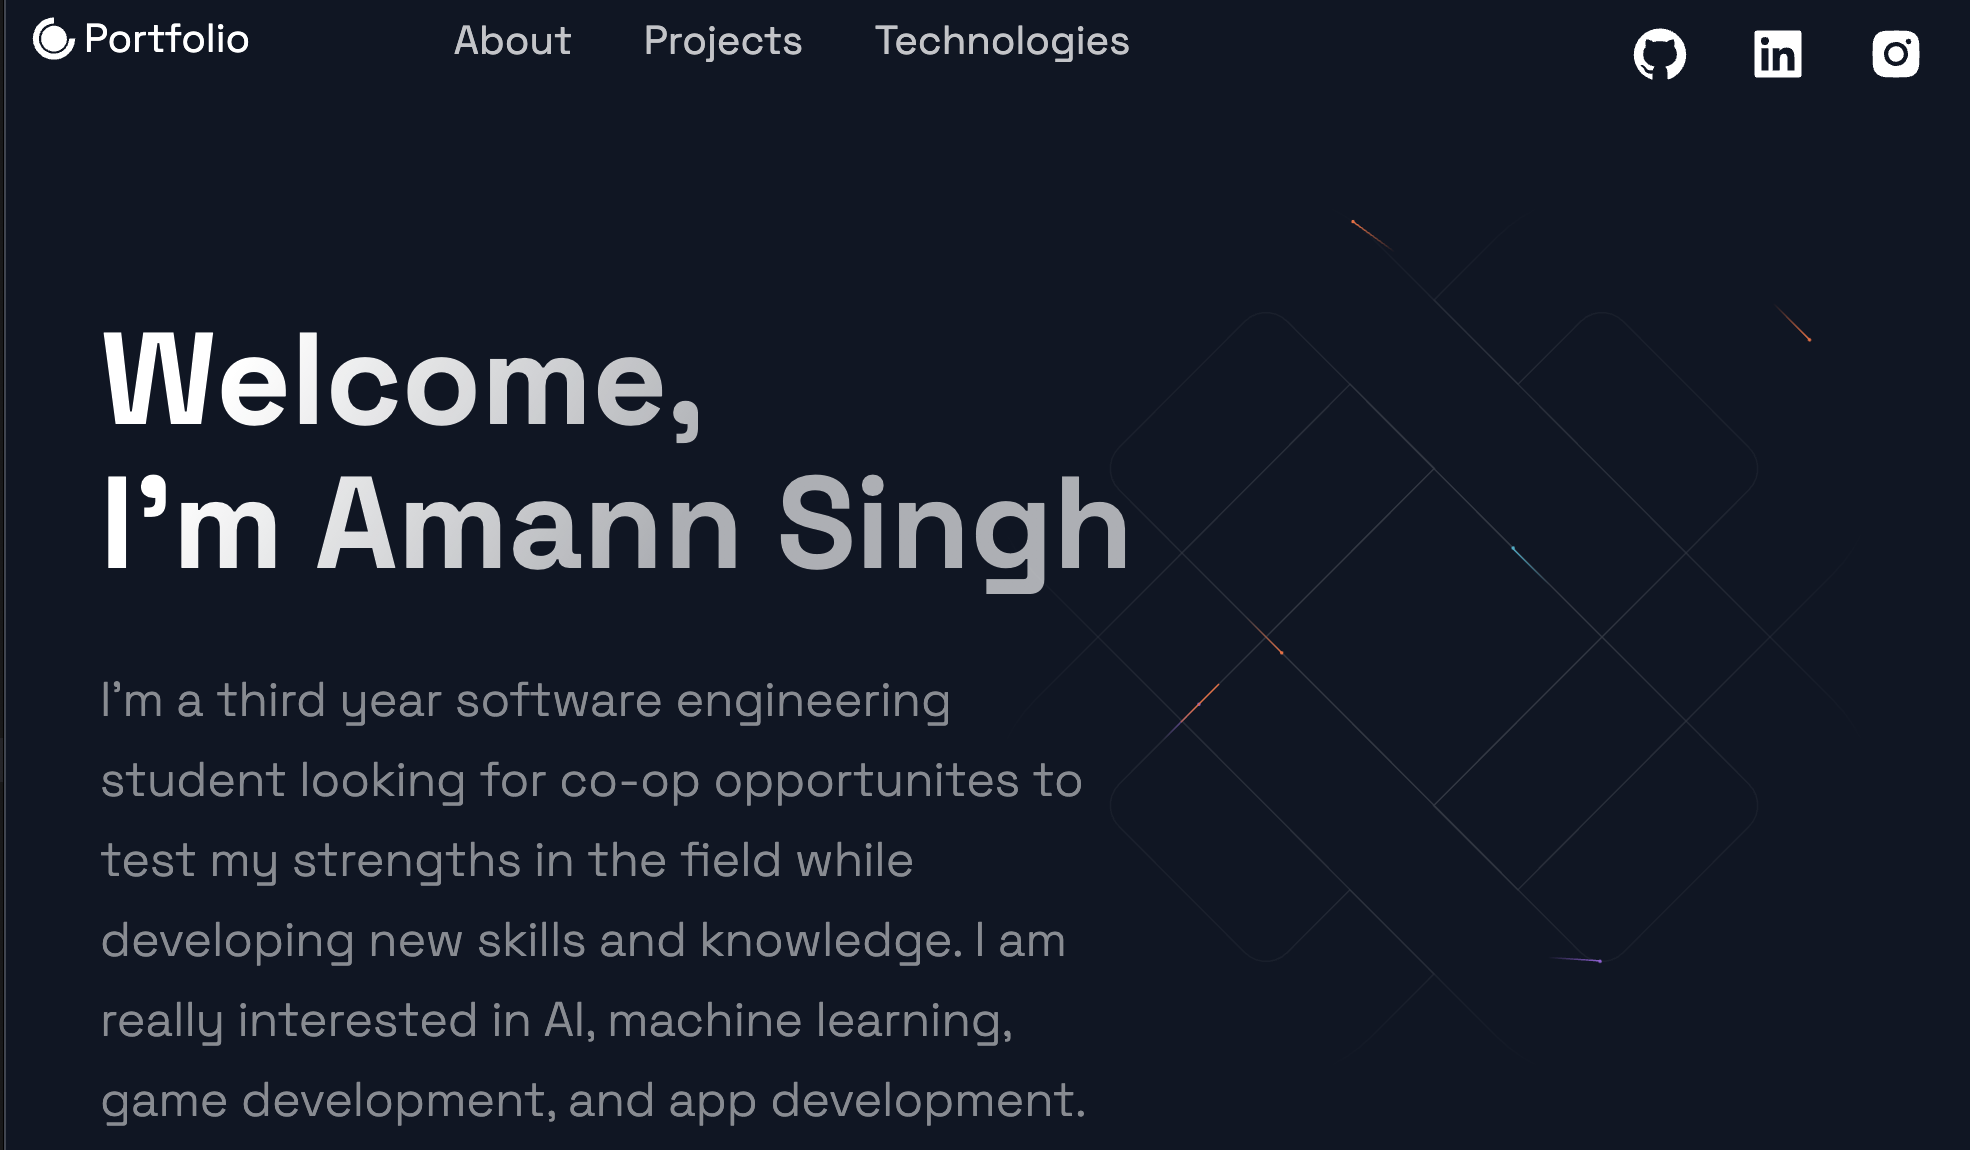 Portfolio
About
Projects
Technologies
Welcome,
I'm Amann Singh
I'm a third year software engineering
student looking for co-op opportunites to
test my strengths in the field while
developing new skills and knowledge. I am
really interested in AI, machine learning,
game development, and app development.